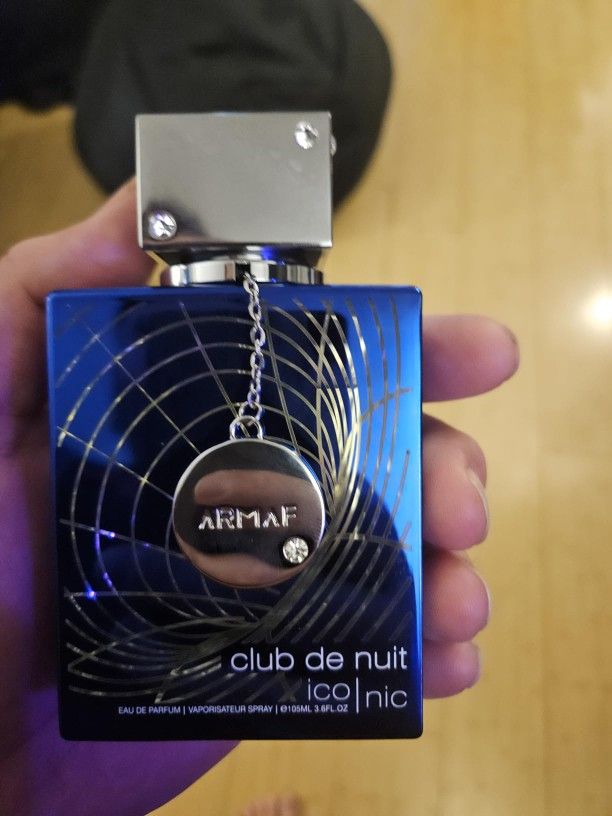 ARMAF
club de nuit
ico|nic
EAU DE PARFUM | VAPORISATEUR SPRAY | ℮105ML 3.6FL.OZ